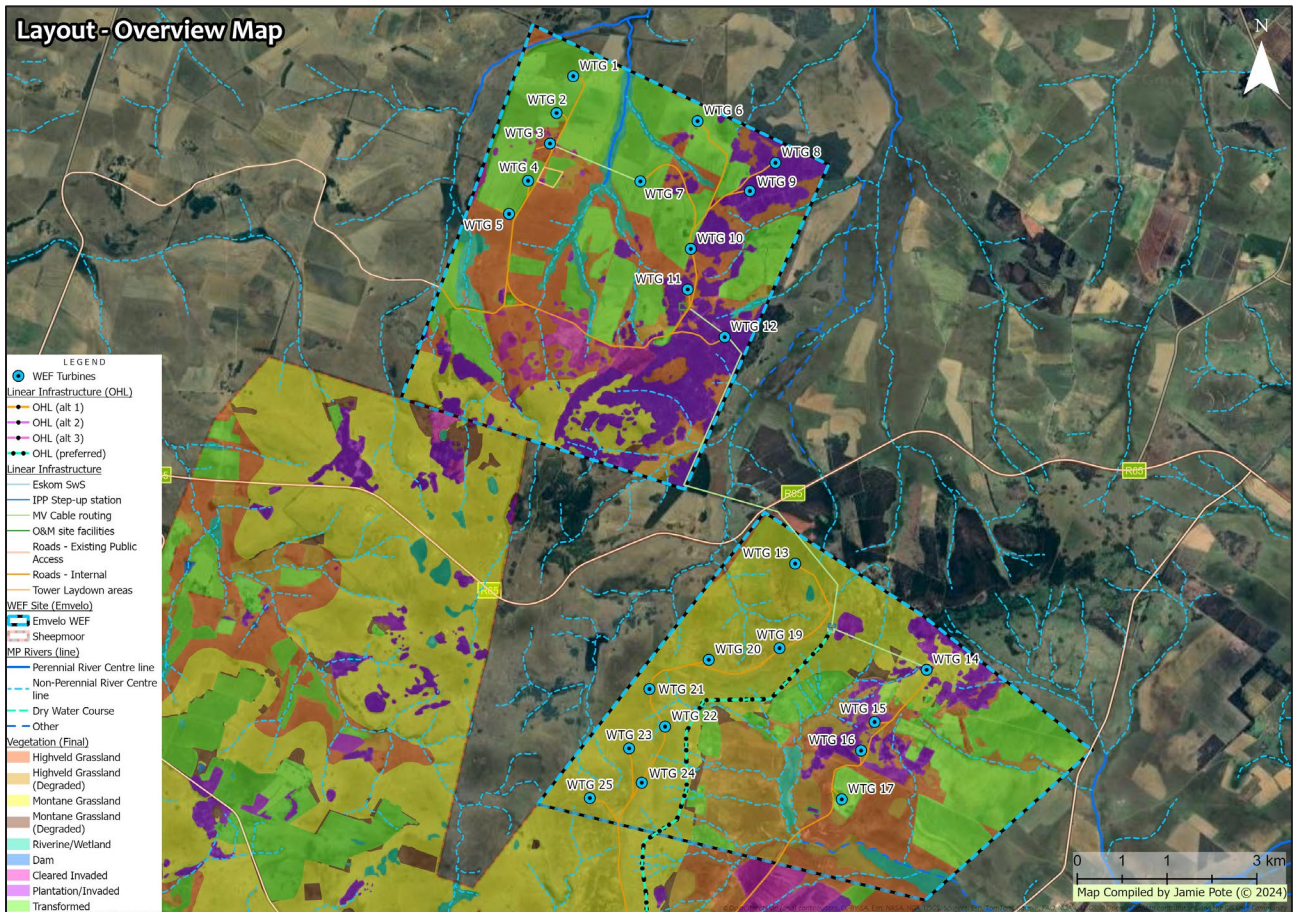 Layout - Overview Map
N
WTG 1
WTG 2
WTG 6
WTG 3
WTG 8
WTG 4
WTG 7
WTG 9
WTG 5
WTG 10
WTG 11
WTG 12
R65
R65
R65
WTG 13
WTG 19
WTG 20
WTG 14
WTG 21
WTG 22
WTG 15
WTG 23
WTG 16
WTG 24
WTG 25
WTG 17
LEGEND
WEF Turbines
Linear Infrastructure (OHL)
OHL (alt 1)
OHL (alt 2)
OHL (alt 3)
OHL (preferred)
Linear Infrastructure
Eskom SwS
IPP Step-up station
MV Cable routing
O&M site facilities
Roads - Existing Public
Access
Roads - Internal
Tower Laydown areas
WEF Site (Emvelo)
Emvelo WEF
Sheepmoor
MP Rivers (line)
Perennial River Centre line
Non-Perennial River Centre
line
Dry Water Course
Other
Vegetation (Final)
Highveld Grassland
Highveld Grassland
(Degraded)
Montane Grassland
Montane Grassland
(Degraded)
Riverine/Wetland
Dam
Cleared Invaded
Plantation/Invaded
Transformed
0 1 1 3 km
Map Compiled by Jamie Pote (© 2024)